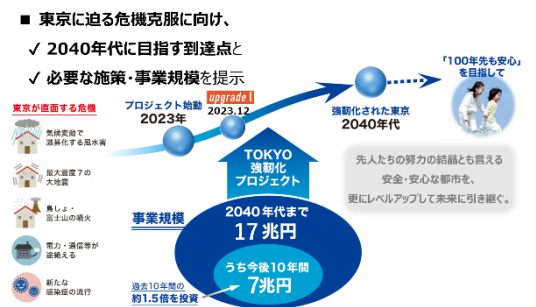 ■ 東京に迫る危機克服に向け、
✓ 2040年代に目指す到達点と
✓ 必要な施策・事業規模を提示
「100年先も安心」
を目指して
東京が直面する危機
プロジェクト始動
2023年
upgrade I
2023.12
強靭化された東京
2040年代
気候変動で
激甚化する風水害
最大震度7の
大地震
島しょ・
富士山の噴火
電力・通信等が
途絶える
新たな
感染症の流行
TOKYO
強靭化
プロジェクト
先人たちの努力の結晶とも言える
安全・安心な都市を、
更にレベルアップして未来に引き継ぐ。
事業規模
2040年代まで
17兆円
うち今後10年間
7兆円
過去10年間の
約1.5倍を投資